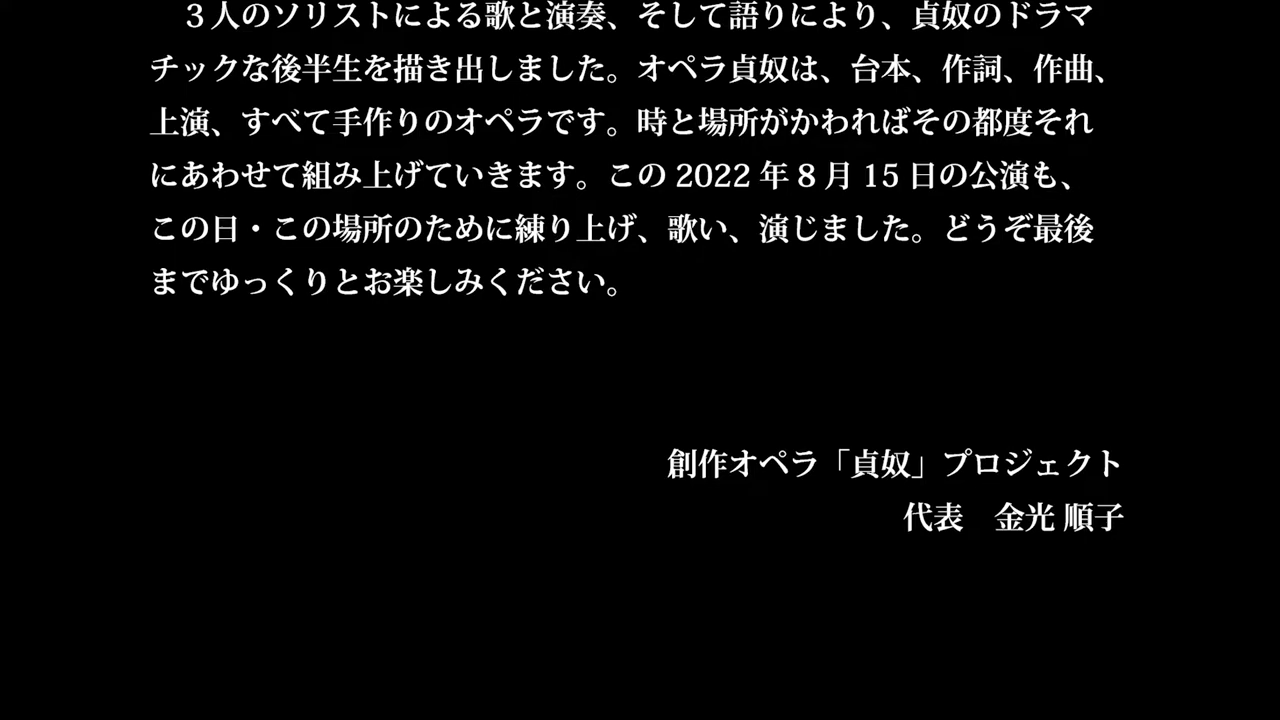 ３人のソリストによる歌と演奏、そして語りにより、貞奴のドラマ
チックな後半生を描き出しました。オペラ貞奴は、台本、作詞、作曲、
上演、すべて手作りのオペラです。時と場所がかわればその都度それ
にあわせて組み上げていきます。この 2022 年 8 月 15 日の公演も、
この日・この場所のために練り上げ、歌い、演じました。どうぞ最後
までゆっくりとお楽しみください。
創作オペラ「貞奴」プロジェクト
代表　金光 順子